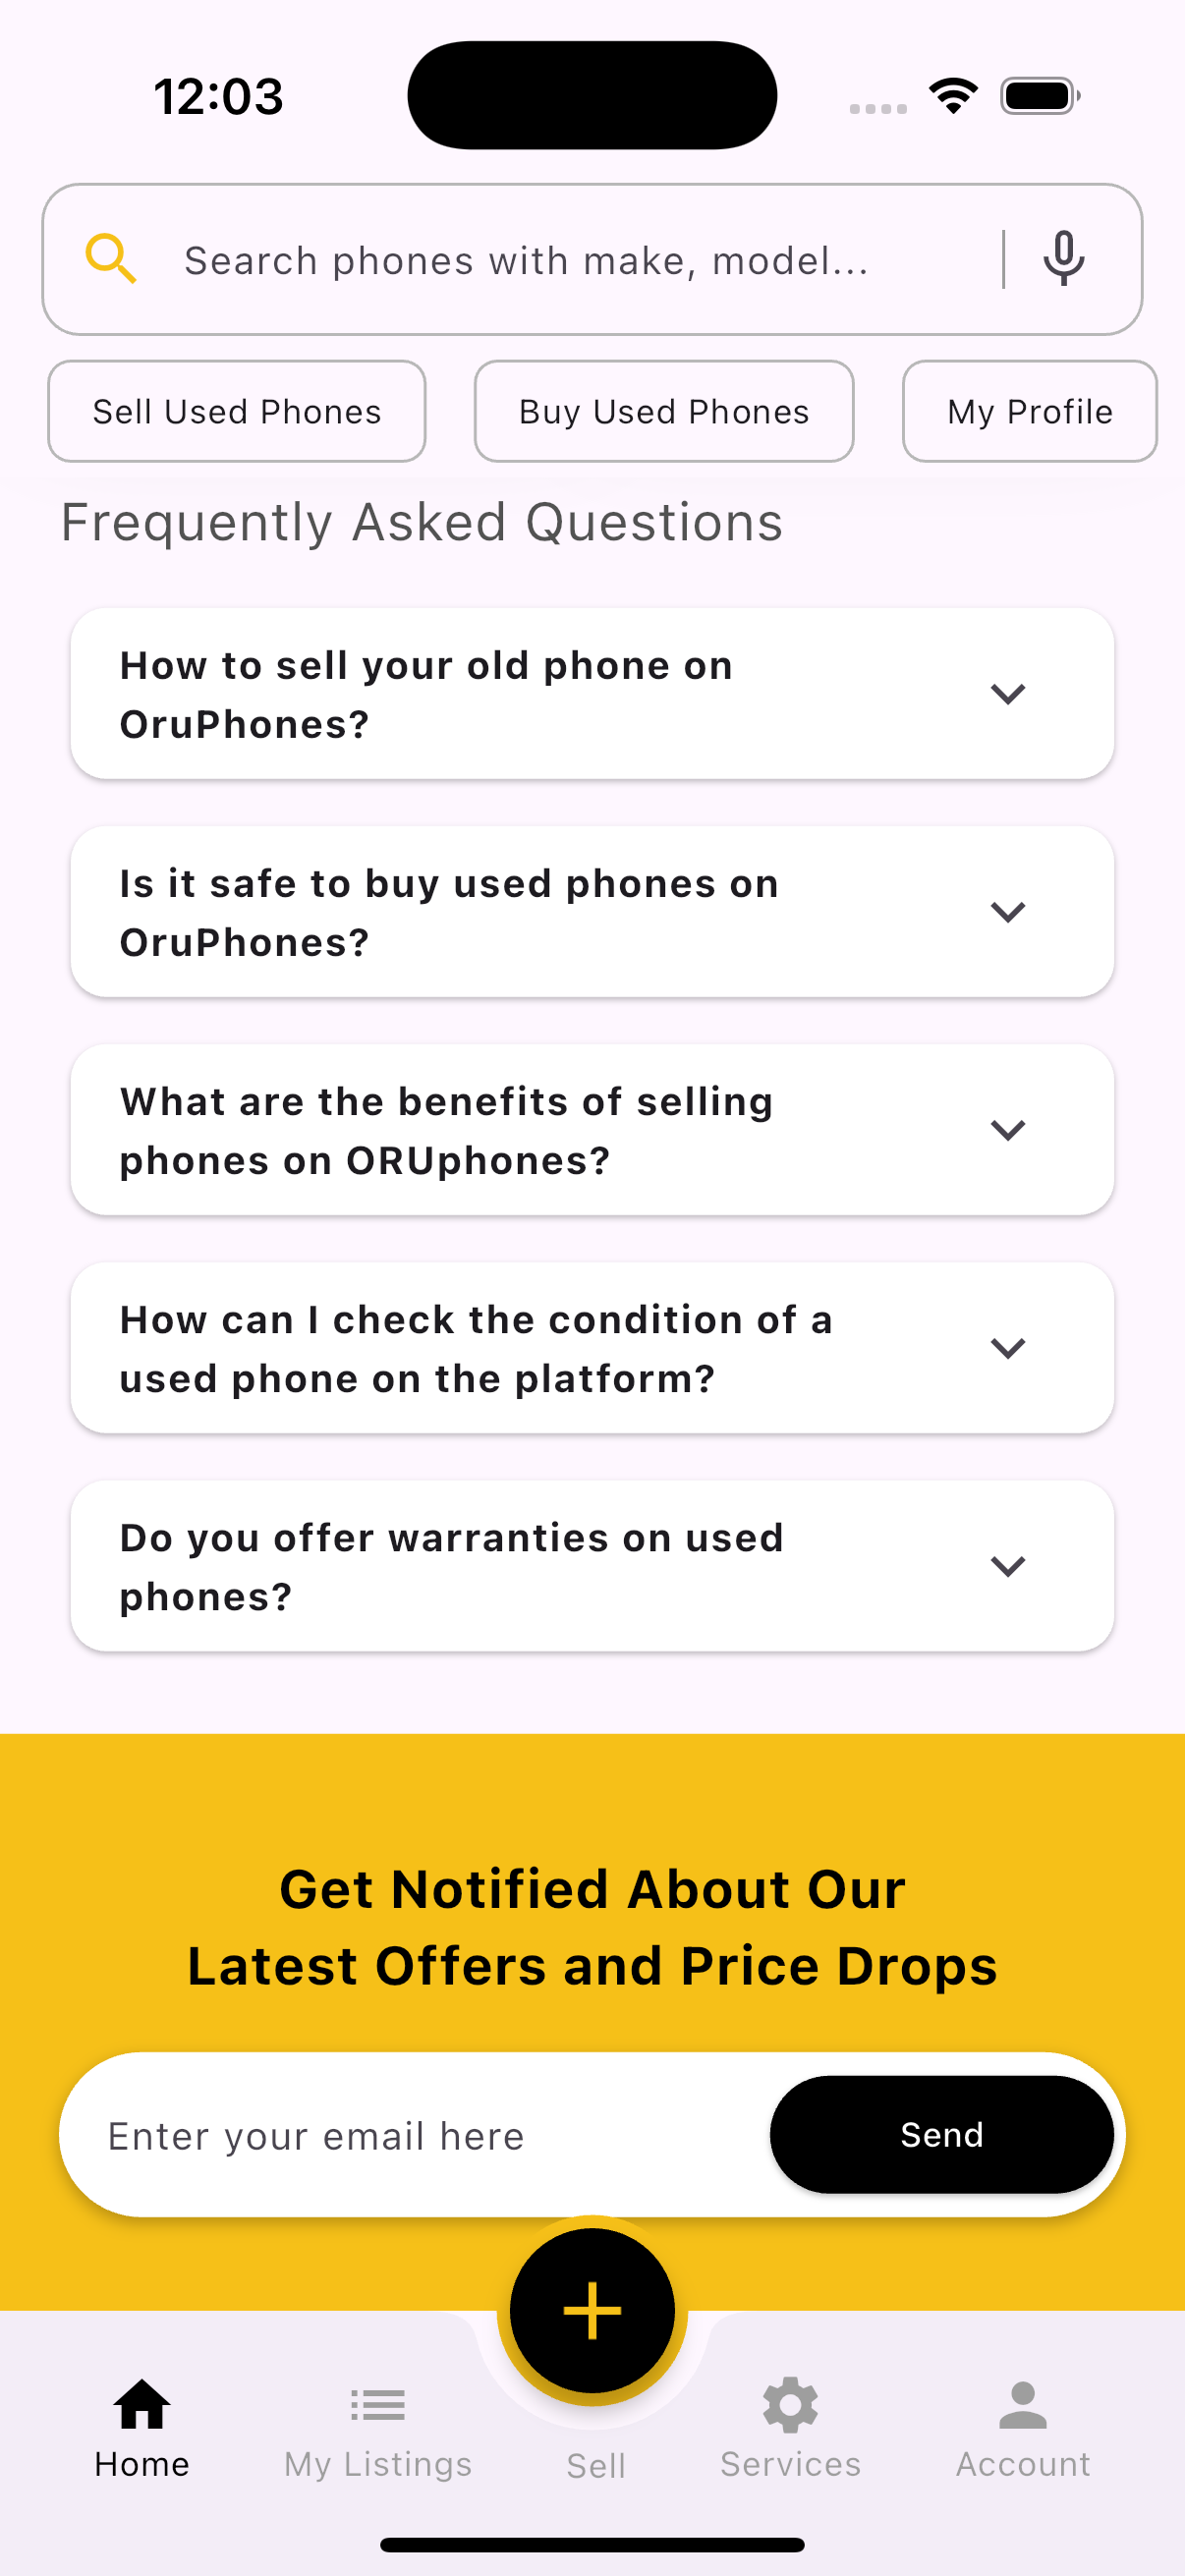 12:03
Search phones with make, model...
Sell Used Phones
Buy Used Phones
My Profile
Frequently Asked Questions
How to sell your old phone on
OruPhones?
Is it safe to buy used phones on
OruPhones?
What are the benefits of selling
phones on ORUphones?
How can I check the condition of a
used phone on the platform?
Do you offer warranties on used
phones?
Get Notified About Our
Latest Offers and Price Drops
Enter your email here
Send
Home
My Listings
Sell
Services
Account